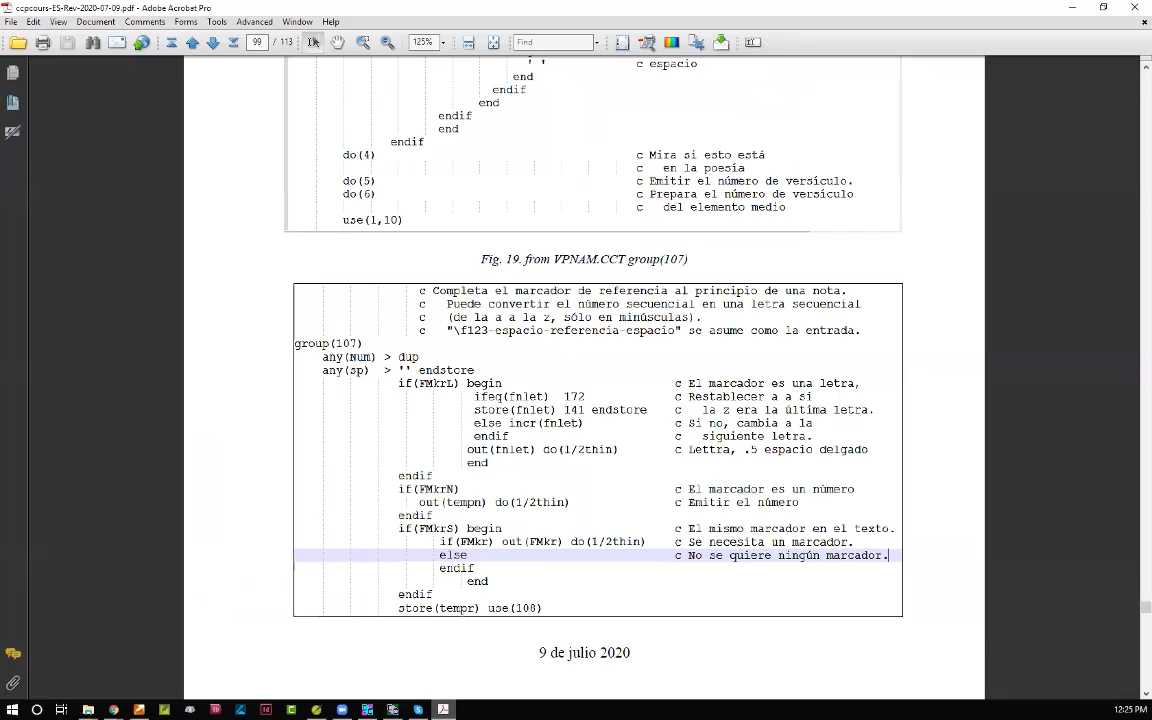 ccpcours-ES-Rev-2020-07-09.pdf - Adobe Acrobat Pro
File Edit View Document Comments Forms Tools Advanced Window Help
99 / 113 125% Find
' ' c espacio
end
endif
end
endif
end
endif
do(4) c Mira si esto está
c en la poesía
do(5) c Emitir el número de versículo.
do(6) c Prepara el número de versículo
c del elemento medio
use(1,10)
Fig. 19. from VPNAM.CCT group(107)
c Completa el marcador de referencia al principio de una nota.
c Puede convertir el número secuencial en una letra secuencial
c (de la a a la z, sólo en minúsculas).
c "\f123-espacio-referencia-espacio" se asume como la entrada.
group(107)
any(Num) > dup
any(sp) > '' endstore
if(FMkrL) begin c El marcador es una letra,
ifeq(fnlet) 172 c Restablecer a a si
store(fnlet) 141 endstore c la z era la última letra.
else incr(fnlet) c Si no, cambia a la
endif c siguiente letra.
out(fnlet) do(1/2thin) c Lettra, .5 espacio delgado
end
endif
if(FMkrN) c El marcador es un número
out(tempn) do(1/2thin) c Emitir el número
endif
if(FMkrS) begin c El mismo marcador en el texto.
if(FMkr) out(FMkr) do(1/2thin) c Se necesita un marcador.
else c No se quiere ningún marcador.
endif
end
endif
store(tempr) use(108)
9 de julio 2020
12:25 PM